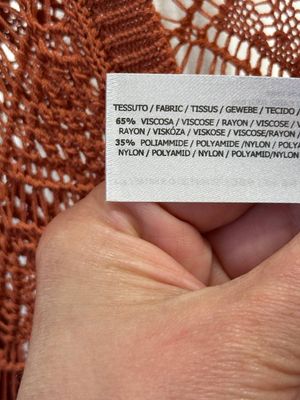 TESSUTO / FABRIC / TISSUS / GEWEBE / TECIDO /
65% VISCOSA / VISCOSE / RAYON / VISCOSE / V
RAYON / VISKÓZA / VISKOSE / VISCOSE/RAYON /
35% POLIAMMIDE / POLYAMIDE /NYLON / POLYA
NYLON / POLYAMID / NYLON / POLYAMID/NYLON /